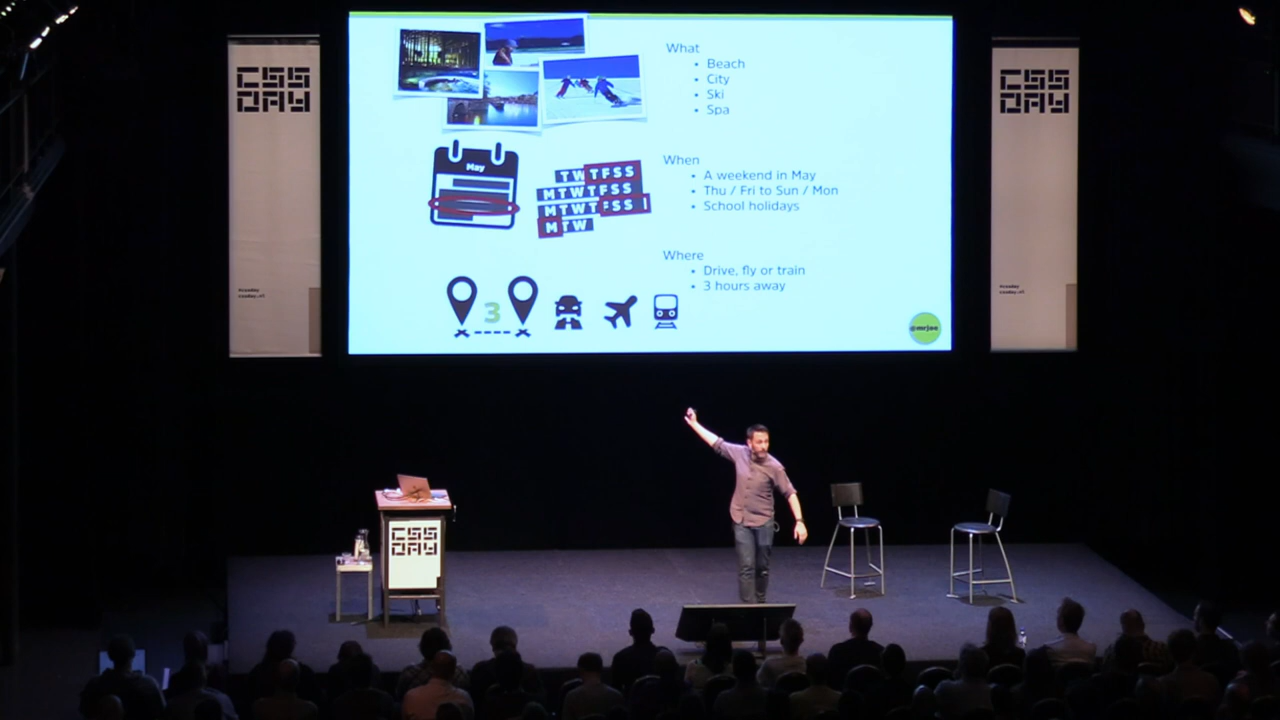 CSS
DAY
What
• Beach
• City
• Ski
• Spa
May
TWTFSS
MTWTFSS
MTWTFSS
MTW
When
• A weekend in May
• Thu / Fri to Sun / Mon
• School holidays
3
Where
• Drive, fly or train
• 3 hours away
@mrjoe
CSS
DAY
CSS
DAY